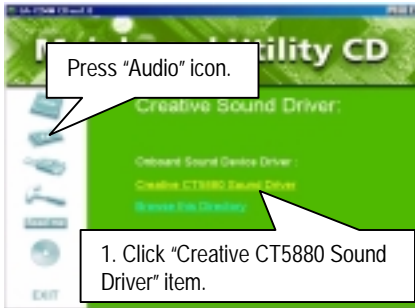 Utility CD
Press “Audio” icon.
Creative Sound Driver:
Onboard Sound Device Driver :
Creative CT5880 Sound Driver
Browse this Directory
1. Click “Creative CT5880 Sound
Driver” item.
EXIT